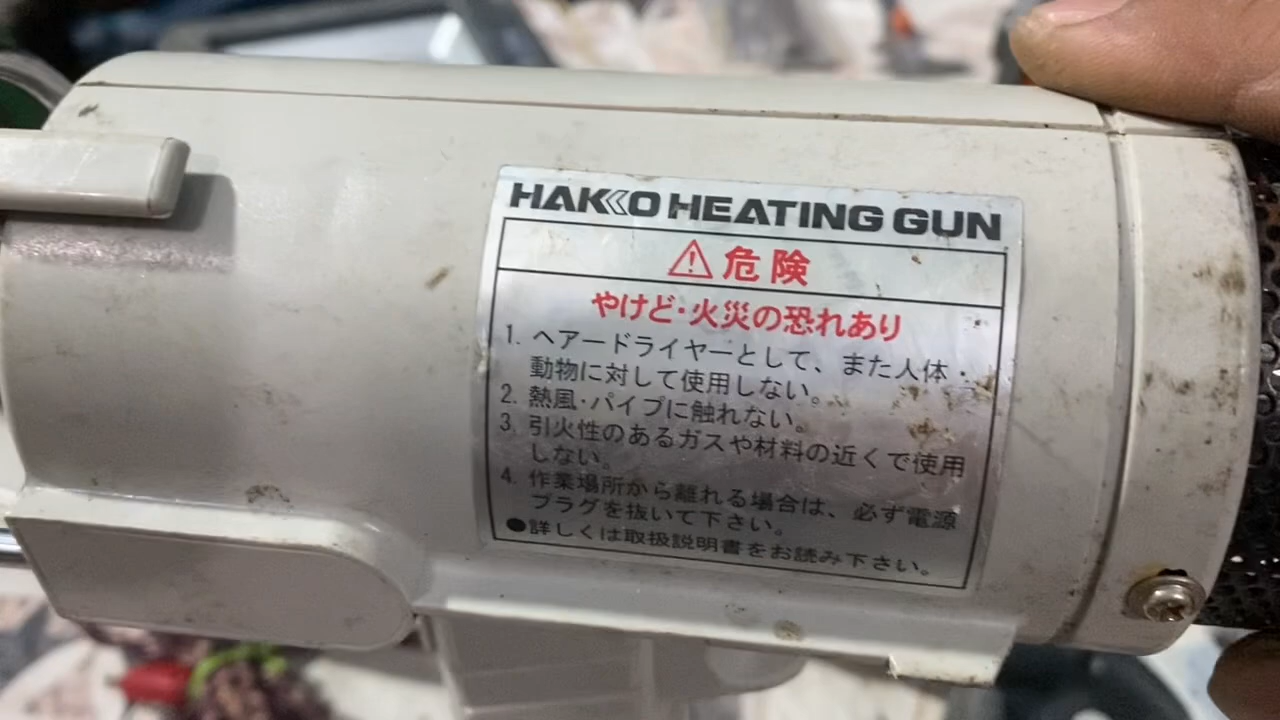 HAKKO HEATING GUN
⚠危険
やけど・火災の恐れあり
1. ヘアードライヤーとして、また人体・
動物に対して使用しない。
2. 熱風・パイプに触れない。
3. 引火性のあるガスや材料の近くで使用
しない。
4. 作業場所から離れる場合は、必ず電源
プラグを抜いて下さい。
●詳しくは取扱説明書をお読み下さい。